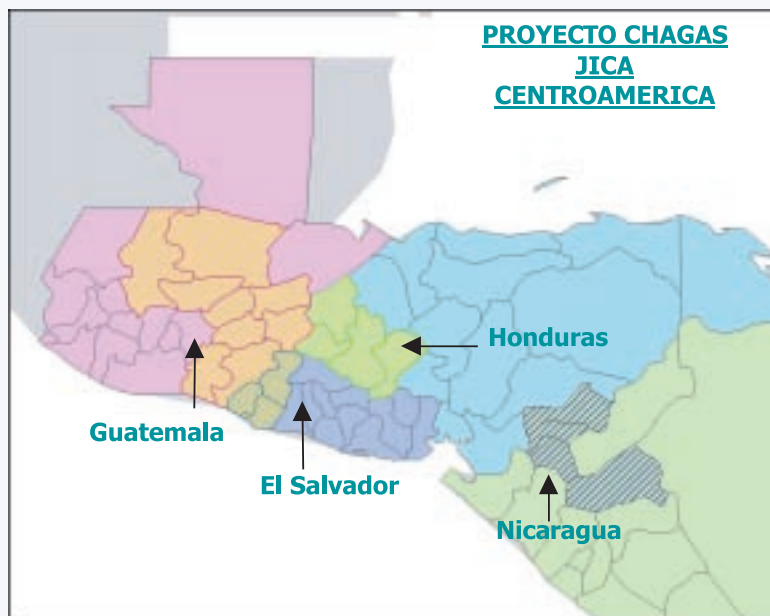 PROYECTO CHAGAS
JICA
CENTROAMERICA
Honduras
Guatemala
El Salvador
Nicaragua